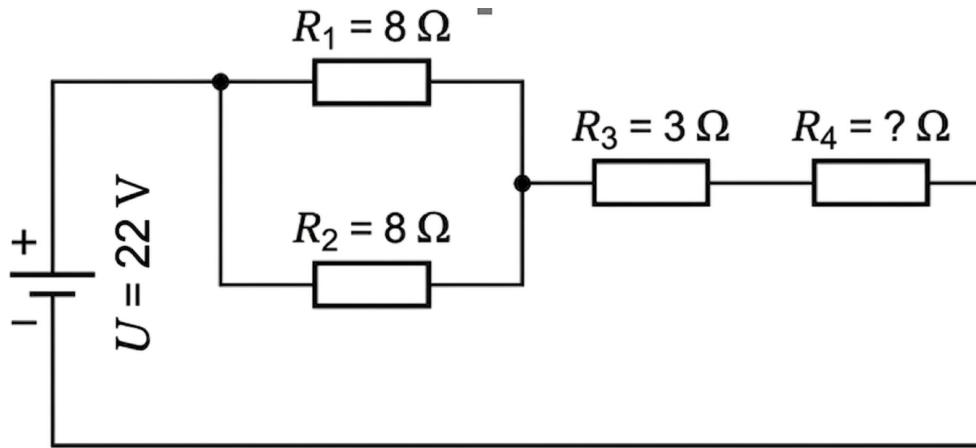 R₁ = 8 Ω
R₃ = 3 Ω
R₄ = ? Ω
R₂ = 8 Ω
+
U = 22 V
−